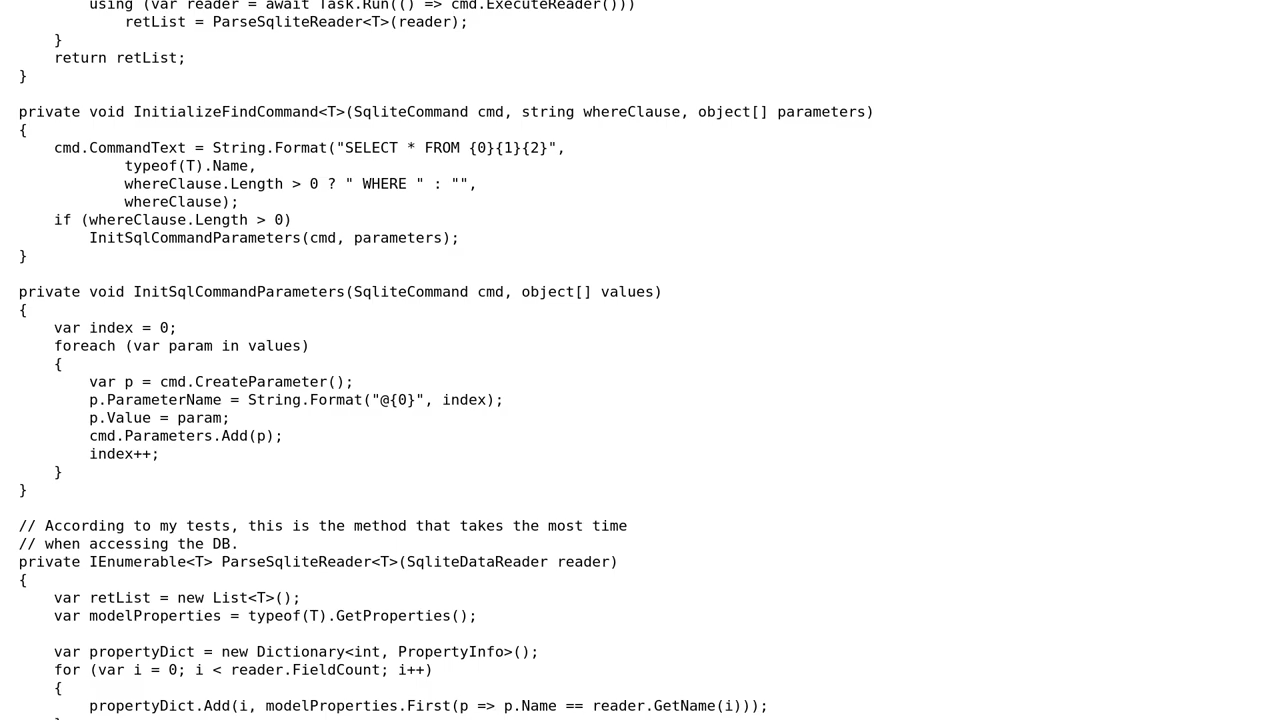 using (var reader = await Task.Run(() => cmd.ExecuteReader()))
retList = ParseSqliteReader<T>(reader);
}
return retList;
}
private void InitializeFindCommand<T>(SqliteCommand cmd, string whereClause, object[] parameters)
{
cmd.CommandText = String.Format("SELECT * FROM {0}{1}{2}",
typeof(T).Name,
whereClause.Length > 0 ? " WHERE " : "",
whereClause);
if (whereClause.Length > 0)
InitSqlCommandParameters(cmd, parameters);
}
private void InitSqlCommandParameters(SqliteCommand cmd, object[] values)
{
var index = 0;
foreach (var param in values)
{
var p = cmd.CreateParameter();
p.ParameterName = String.Format("@{0}", index);
p.Value = param;
cmd.Parameters.Add(p);
index++;
}
}
// According to my tests, this is the method that takes the most time
// when accessing the DB.
private IEnumerable<T> ParseSqliteReader<T>(SqliteDataReader reader)
{
var retList = new List<T>();
var modelProperties = typeof(T).GetProperties();
var propertyDict = new Dictionary<int, PropertyInfo>();
for (var i = 0; i < reader.FieldCount; i++)
{
propertyDict.Add(i, modelProperties.First(p => p.Name == reader.GetName(i)));
}